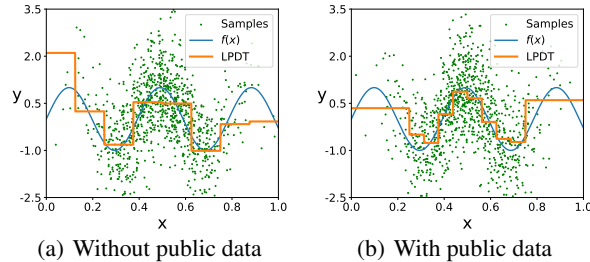 3.5
2.0
0.5
-1.0
-2.5
y
0.0 0.2 0.4 0.6 0.8 1.0
x
Samples
f(x)
LPDT
(a) Without public data
3.5
2.0
0.5
-1.0
-2.5
y
0.0 0.2 0.4 0.6 0.8 1.0
x
Samples
f(x)
LPDT
(b) With public data